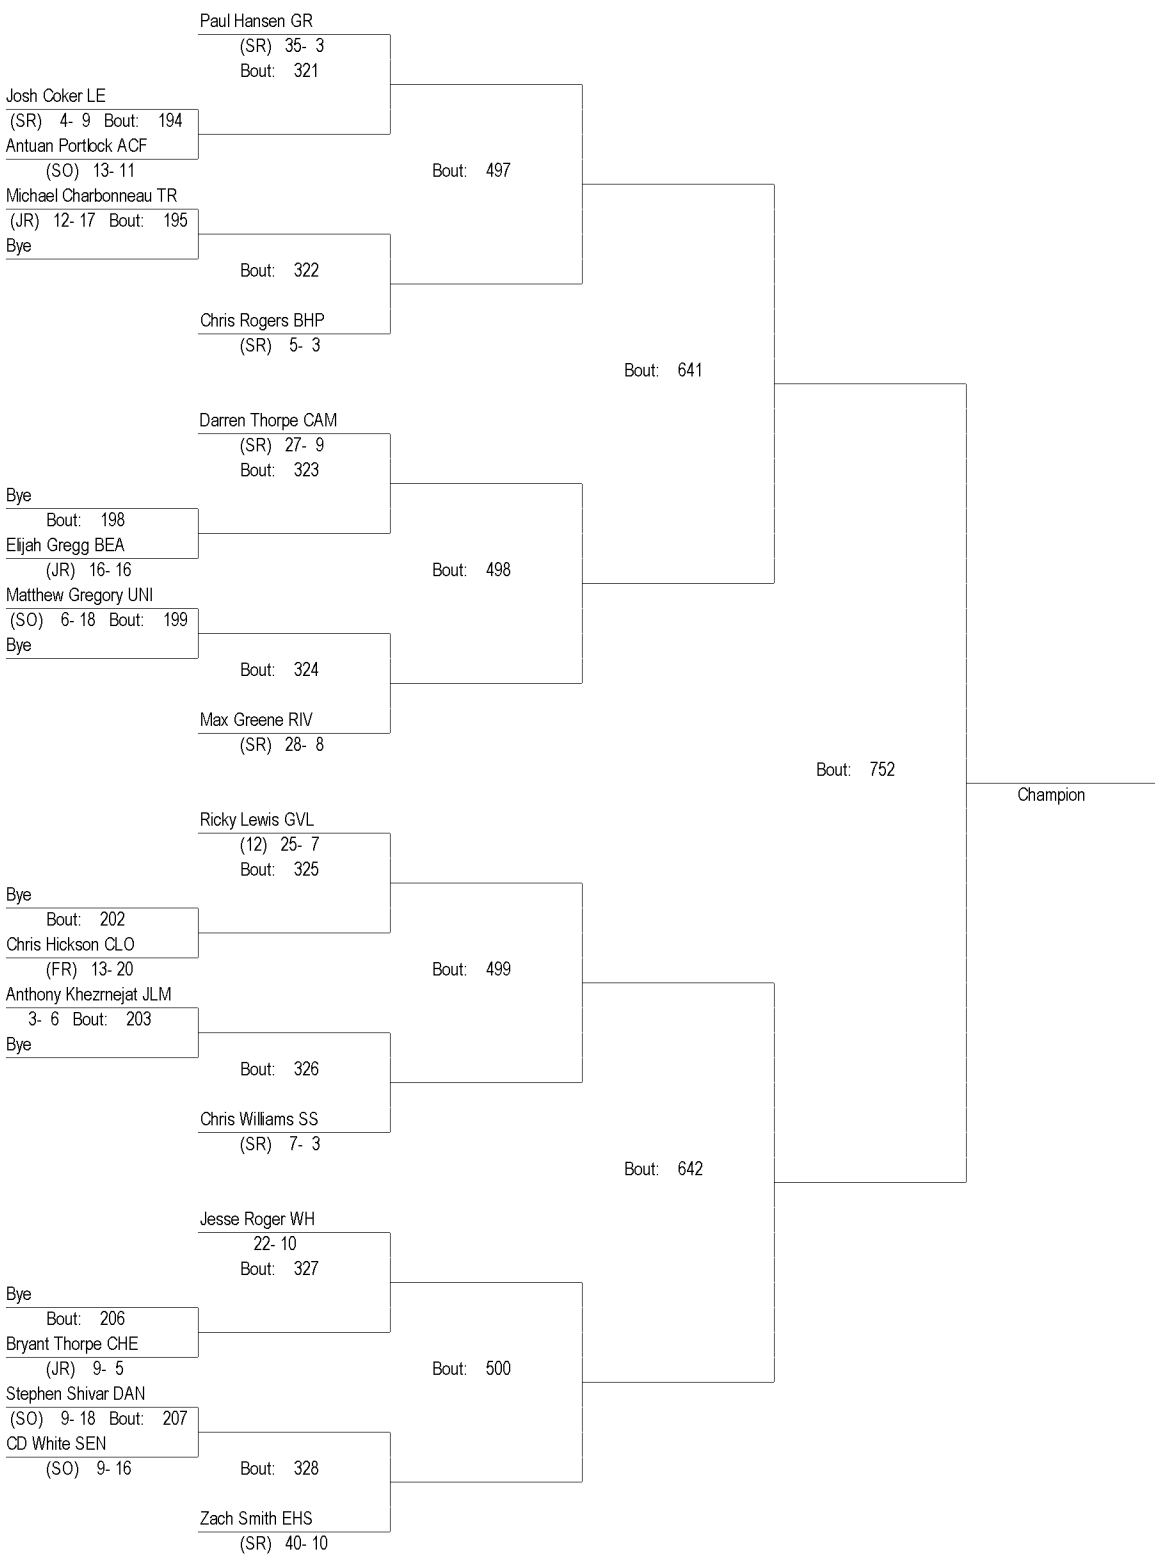 Paul Hansen GR
(SR) 35- 3
Bout: 321
Josh Coker LE
(SR) 4- 9 Bout: 194
Antuan Portlock ACF
(SO) 13- 11
Bout: 497
Michael Charbonneau TR
(JR) 12- 17 Bout: 195
Bye
Bout: 322
Chris Rogers BHP
(SR) 5- 3
Bout: 641
Darren Thorpe CAM
(SR) 27- 9
Bout: 323
Bye
Bout: 198
Elijah Gregg BEA
(JR) 16- 16
Bout: 498
Matthew Gregory UNI
(SO) 6- 18 Bout: 199
Bye
Bout: 324
Max Greene RIV
(SR) 28- 8
Bout: 752
Champion
Ricky Lewis GVL
(12) 25- 7
Bout: 325
Bye
Bout: 202
Chris Hickson CLO
(FR) 13- 20
Bout: 499
Anthony Khezrnejat JLM
3- 6 Bout: 203
Bye
Bout: 326
Chris Williams SS
(SR) 7- 3
Bout: 642
Jesse Roger WH
22- 10
Bout: 327
Bye
Bout: 206
Bryant Thorpe CHE
(JR) 9- 5
Bout: 500
Stephen Shivar DAN
(SO) 9- 18 Bout: 207
CD White SEN
(SO) 9- 16
Bout: 328
Zach Smith EHS
(SR) 40- 10